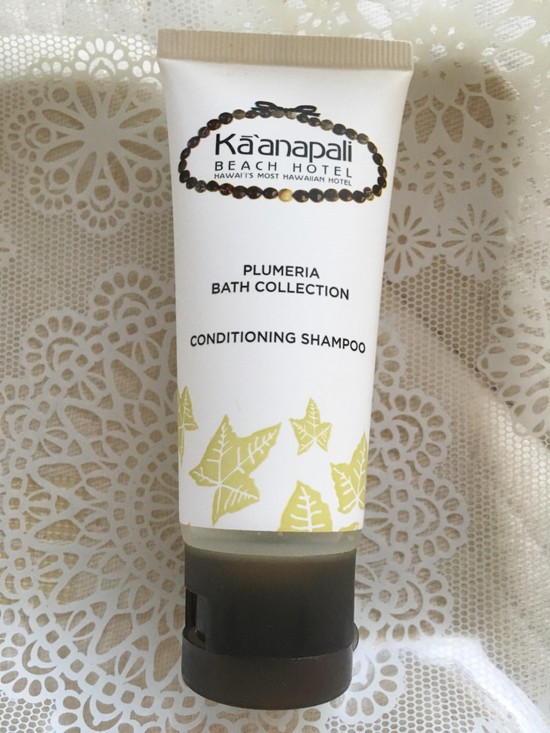 Kā`anapali
BEACH HOTEL
HAWAI'I'S MOST HAWAIIAN HOTEL
PLUMERIA
BATH COLLECTION
CONDITIONING SHAMPOO